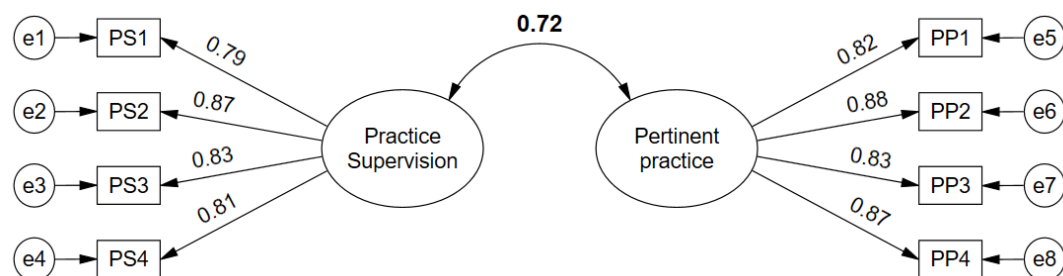 0.72
e1
PS1
0.79
0.82
PP1
e5
e2
PS2
0.87
0.88
PP2
e6
Practice
Supervision
Pertinent
practice
e3
PS3
0.83
0.83
PP3
e7
e4
PS4
0.81
0.87
PP4
e8